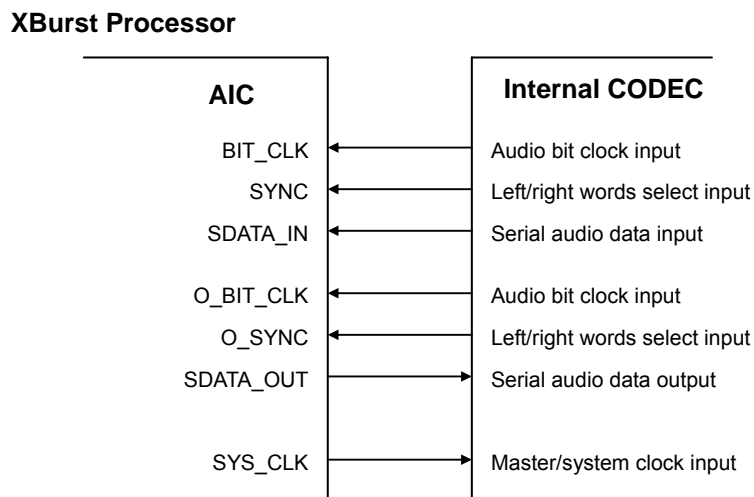 XBurst Processor
AIC Internal CODEC
BIT_CLK Audio bit clock input
SYNC Left/right words select input
SDATA_IN Serial audio data input
O_BIT_CLK Audio bit clock input
O_SYNC Left/right words select input
SDATA_OUT Serial audio data output
SYS_CLK Master/system clock input